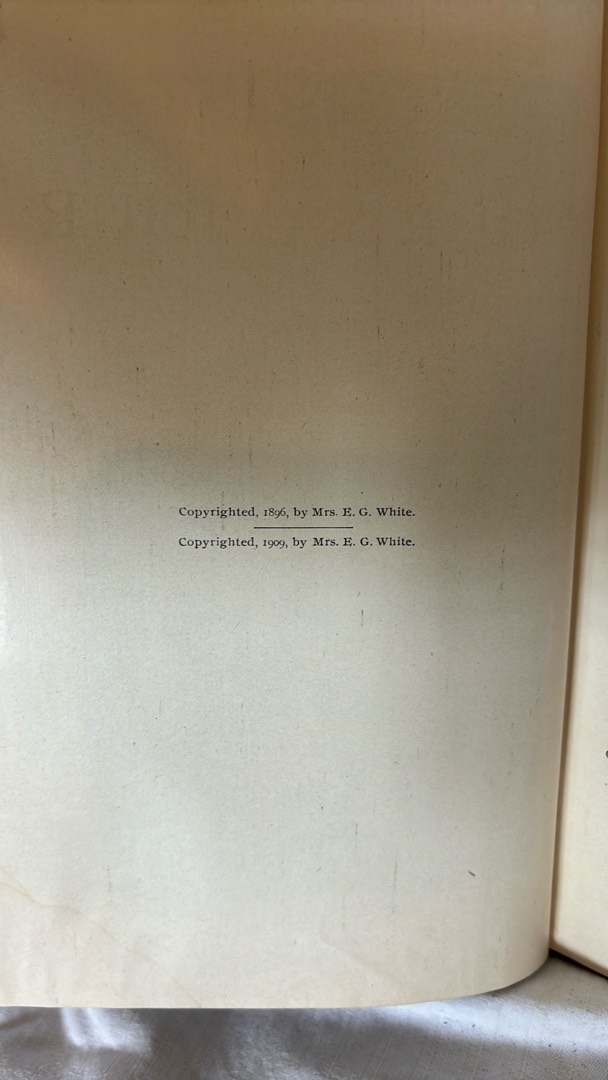 Copyrighted, 1896, by Mrs. E. G. White.
Copyrighted, 1909, by Mrs. E. G. White.